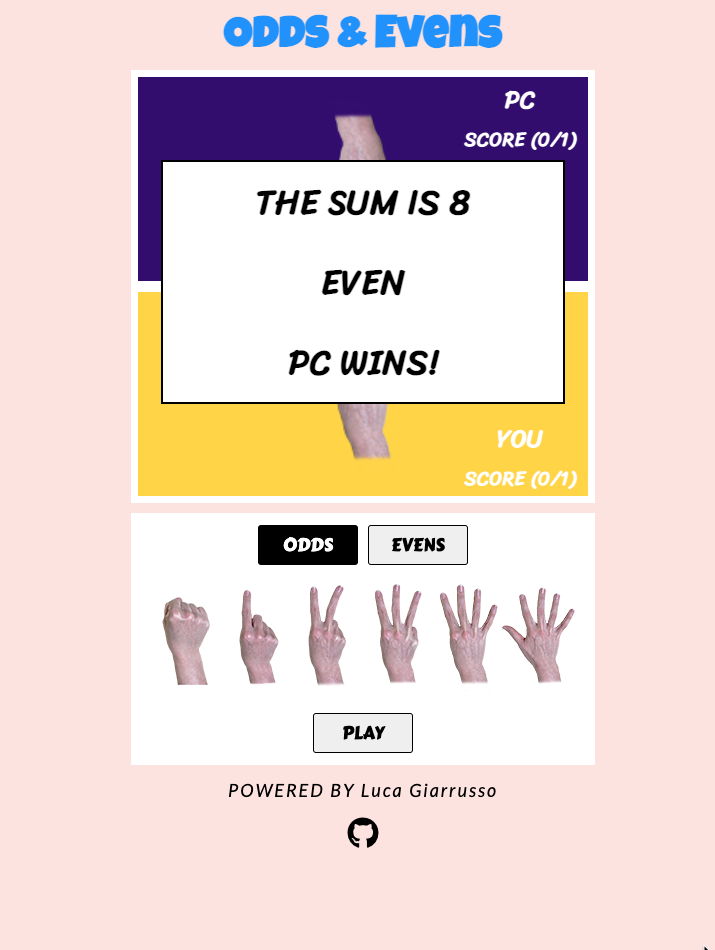 Odds & Evens
PC
SCORE (0/1)
THE SUM IS 8
EVEN
PC WINS!
YOU
SCORE (0/1)
ODDS EVENS
PLAY
POWERED BY Luca Giarrusso